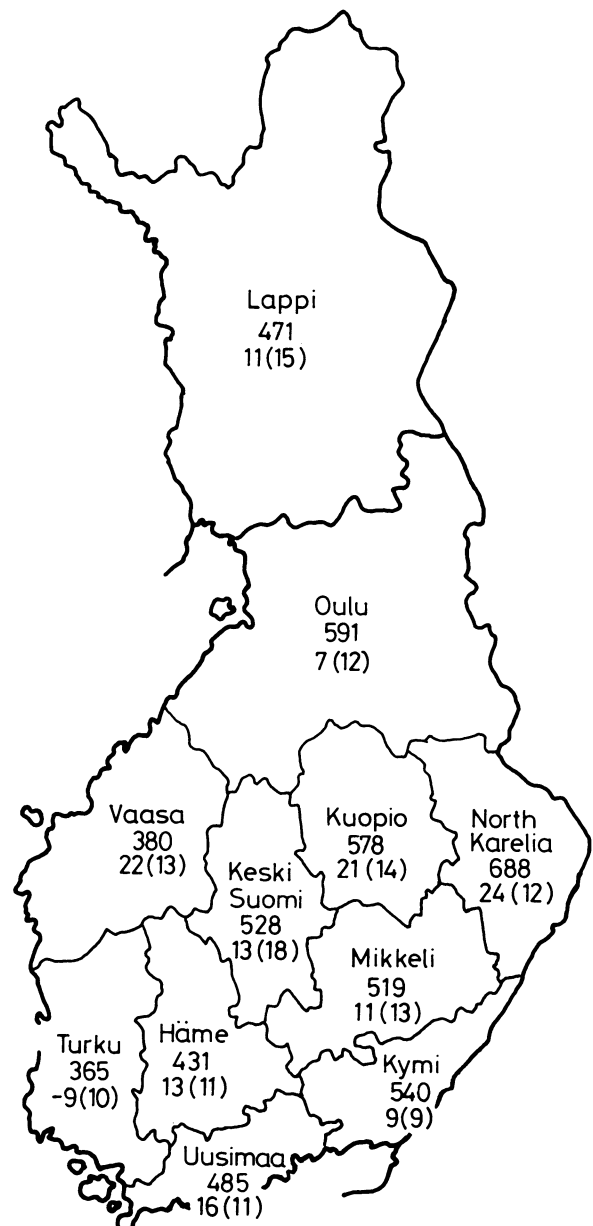 Lappi
471
11(15)
Oulu
591
7(12)
Vaasa
380
22(13)
Keski
Suomi
528
13(18)
Kuopio
578
21(14)
North
Karelia
688
24(12)
Mikkeli
519
11(13)
Turku
365
-9(10)
Häme
431
13(11)
Kymi
540
9(9)
Uusimaa
485
16(11)